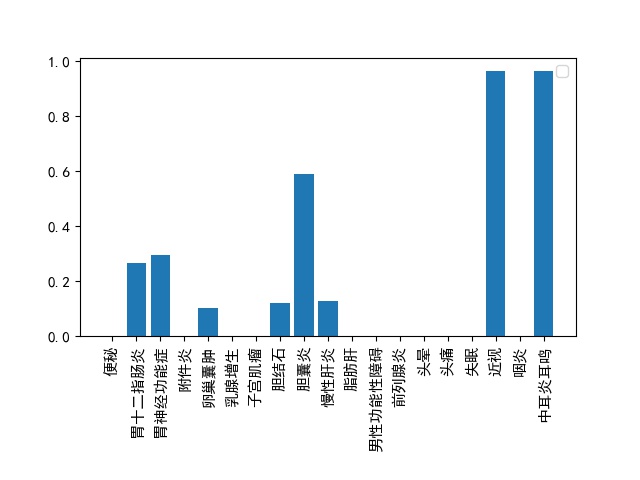 1.0
0.8
0.6
0.4
0.2
0.0
便秘
胃十二指肠炎
胃神经功能症
附件炎
卵巢囊肿
乳腺增生
子宫肌瘤
胆结石
胆囊炎
慢性肝炎
脂肪肝
男性功能性障碍
前列腺炎
头晕
头痛
失眠
近视
咽炎
中耳炎耳鸣